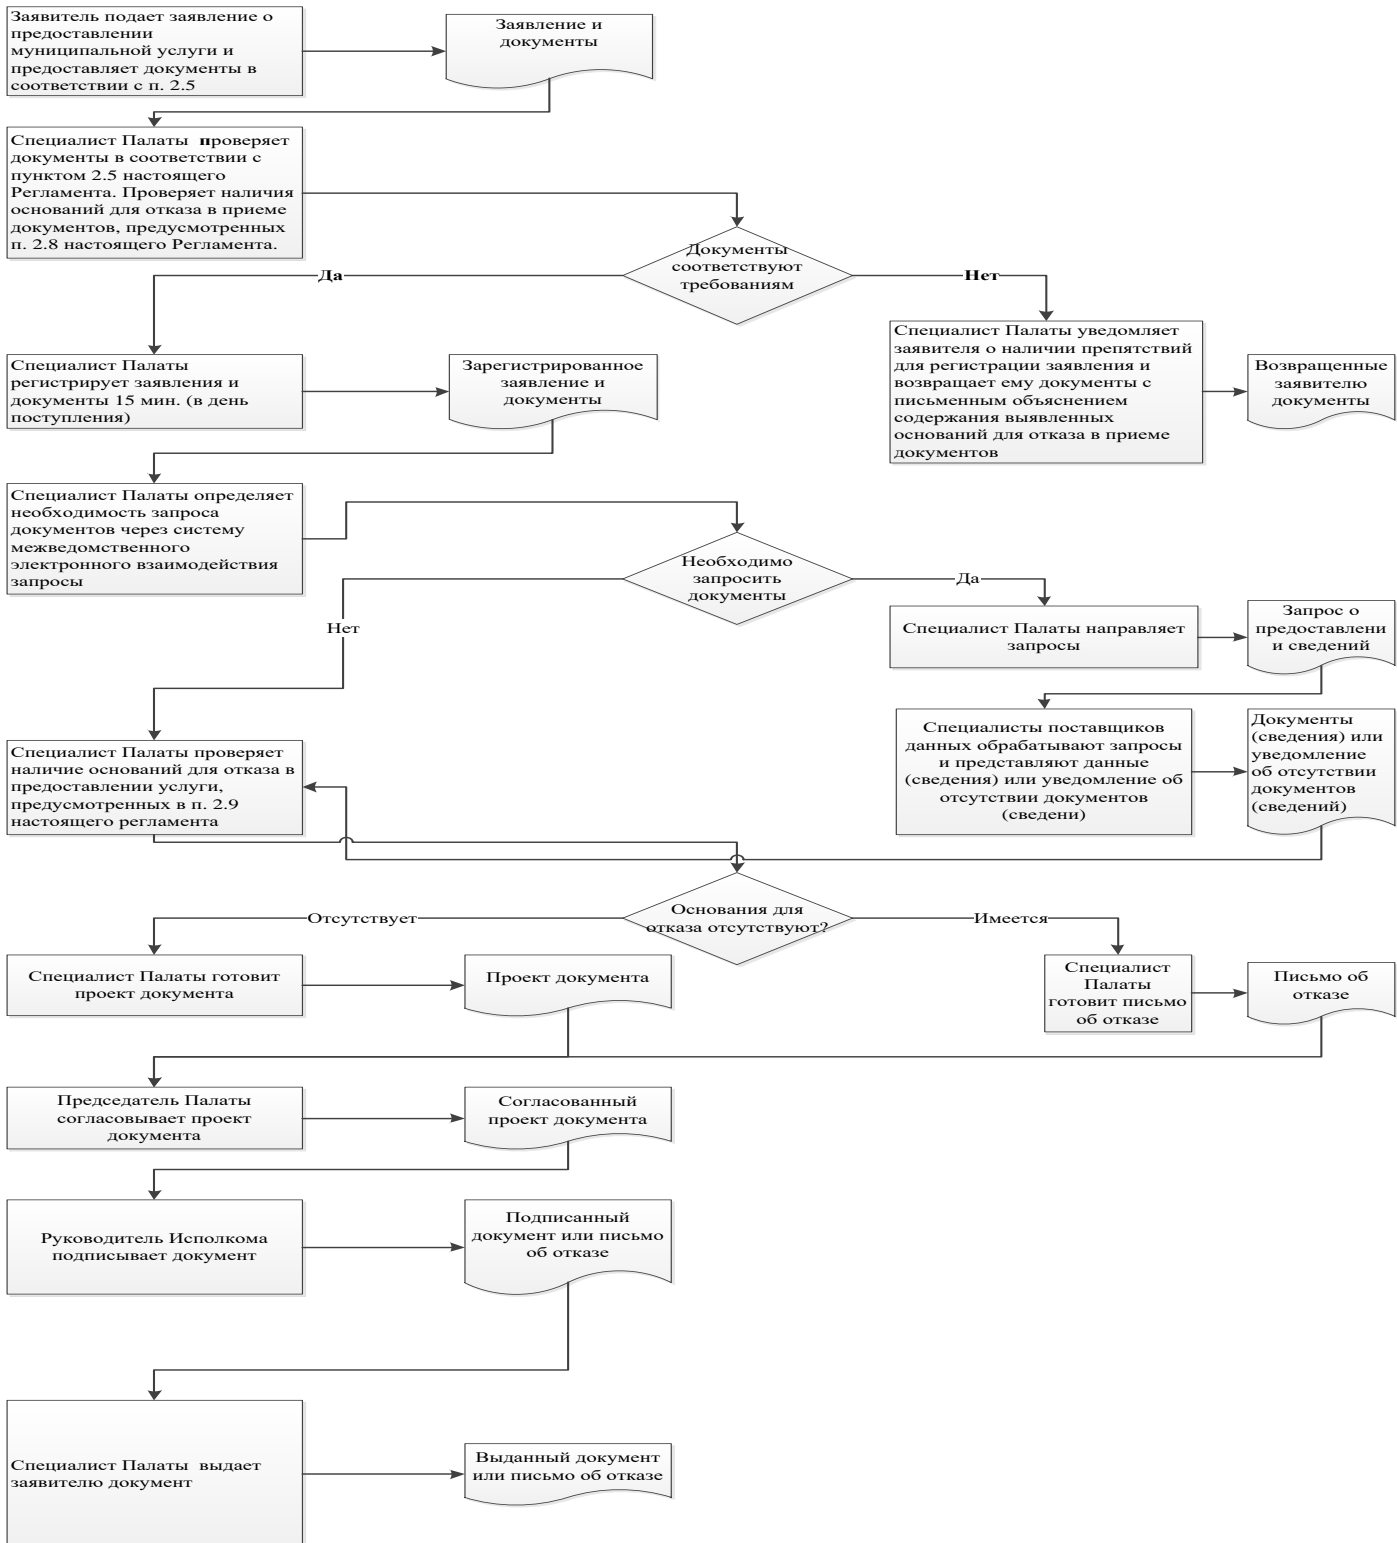 Заявитель подает заявление о
предоставлении
муниципальной услуги и
предоставляет документы в
соответствии с п. 2.5
Заявление и
документы
Специалист Палаты  проверяет
документы в соответствии с
пунктом 2.5 настоящего
Регламента. Проверяет наличия
оснований для отказа в приеме
документов, предусмотренных
п. 2.8 настоящего Регламента.
Документы
соответствуют
требованиям
Да
Нет
Специалист Палаты
регистрирует заявления и
документы 15 мин. (в день
поступления)
Зарегистрированное
заявление и
документы
Специалист Палаты уведомляет
заявителя о наличии препятствий
для регистрации заявления и
возвращает ему документы с
письменным объяснением
содержания выявленных
оснований для отказа в приеме
документов
Возвращенные
заявителю
документы
Специалист Палаты определяет
необходимость запроса
документов через систему
межведомственного
электронного взаимодействия
запросы
Необходимо
запросить
документы
Да
Нет
Специалист Палаты направляет
запросы
Запрос о
предоставлени
и сведений
Специалисты поставщиков
данных обрабатывают запросы
и представляют данные
(сведения) или уведомление об
отсутствии документов
(сведени)
Документы
(сведения) или
уведомление
об отсутствии
документов
(сведений)
Специалист Палаты проверяет
наличие оснований для отказа в
предоставлении услуги,
предусмотренных в п. 2.9
настоящего регламента
Основания для
отказа отсутствуют?
Отсутствует
Имеется
Специалист Палаты готовит
проект документа
Проект документа
Специалист
Палаты
готовит письмо
об отказе
Письмо об
отказе
Председатель Палаты
согласовывает проект
документа
Согласованный
проект документа
Руководитель Исполкома
подписывает документ
Подписанный
документ или письмо
об отказе
Специалист Палаты  выдает
заявителю документ
Выданный документ
или письмо об отказе